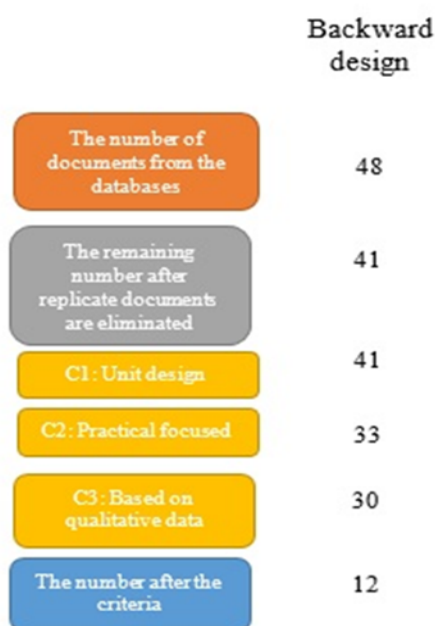 Backward
design
The number of
documents from the
databases
48
The remaining
number after
replicate documents
are eliminated
41
C1: Unit design
41
C2: Practical focused
33
C3: Based on
qualitative data
30
The number after the
criteria
12